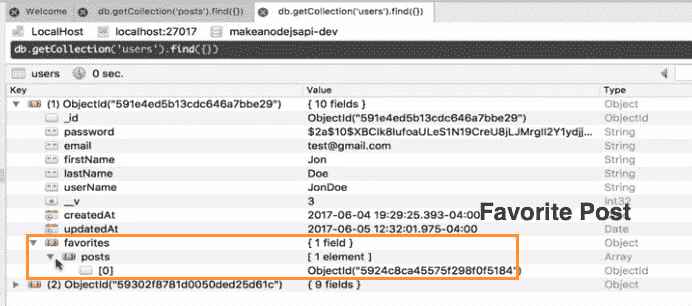 Welcome db.getCollection('posts').find({}) db.getCollection('users').find({})
LocalHost localhost:27017 makeanodejsapi-dev
db.getCollection('users').find({})
users 0 sec.
Key Value Type
(1) ObjectId("591e4ed5b13cdc646a7bbe29") { 10 fields } Object
_id ObjectId("591e4ed5b13cdc646a7bbe29") ObjectId
password String
email test@gmail.com String
firstName Jon String
lastName Doe String
userName JonDoe String
__v 3 Int32
createdAt 2017-06-04 19:29:25.393-04:00
Favorite Post
updatedAt 2017-06-05 12:32:01.975-04:00 Date
favorites { 1 field } Object
posts [ 1 element ] Array
[0] ObjectId("5924c8ca45575f298f0f5184") ObjectId
(2) ObjectId("59302f8781d0050ded25d61c") { 9 fields } Object